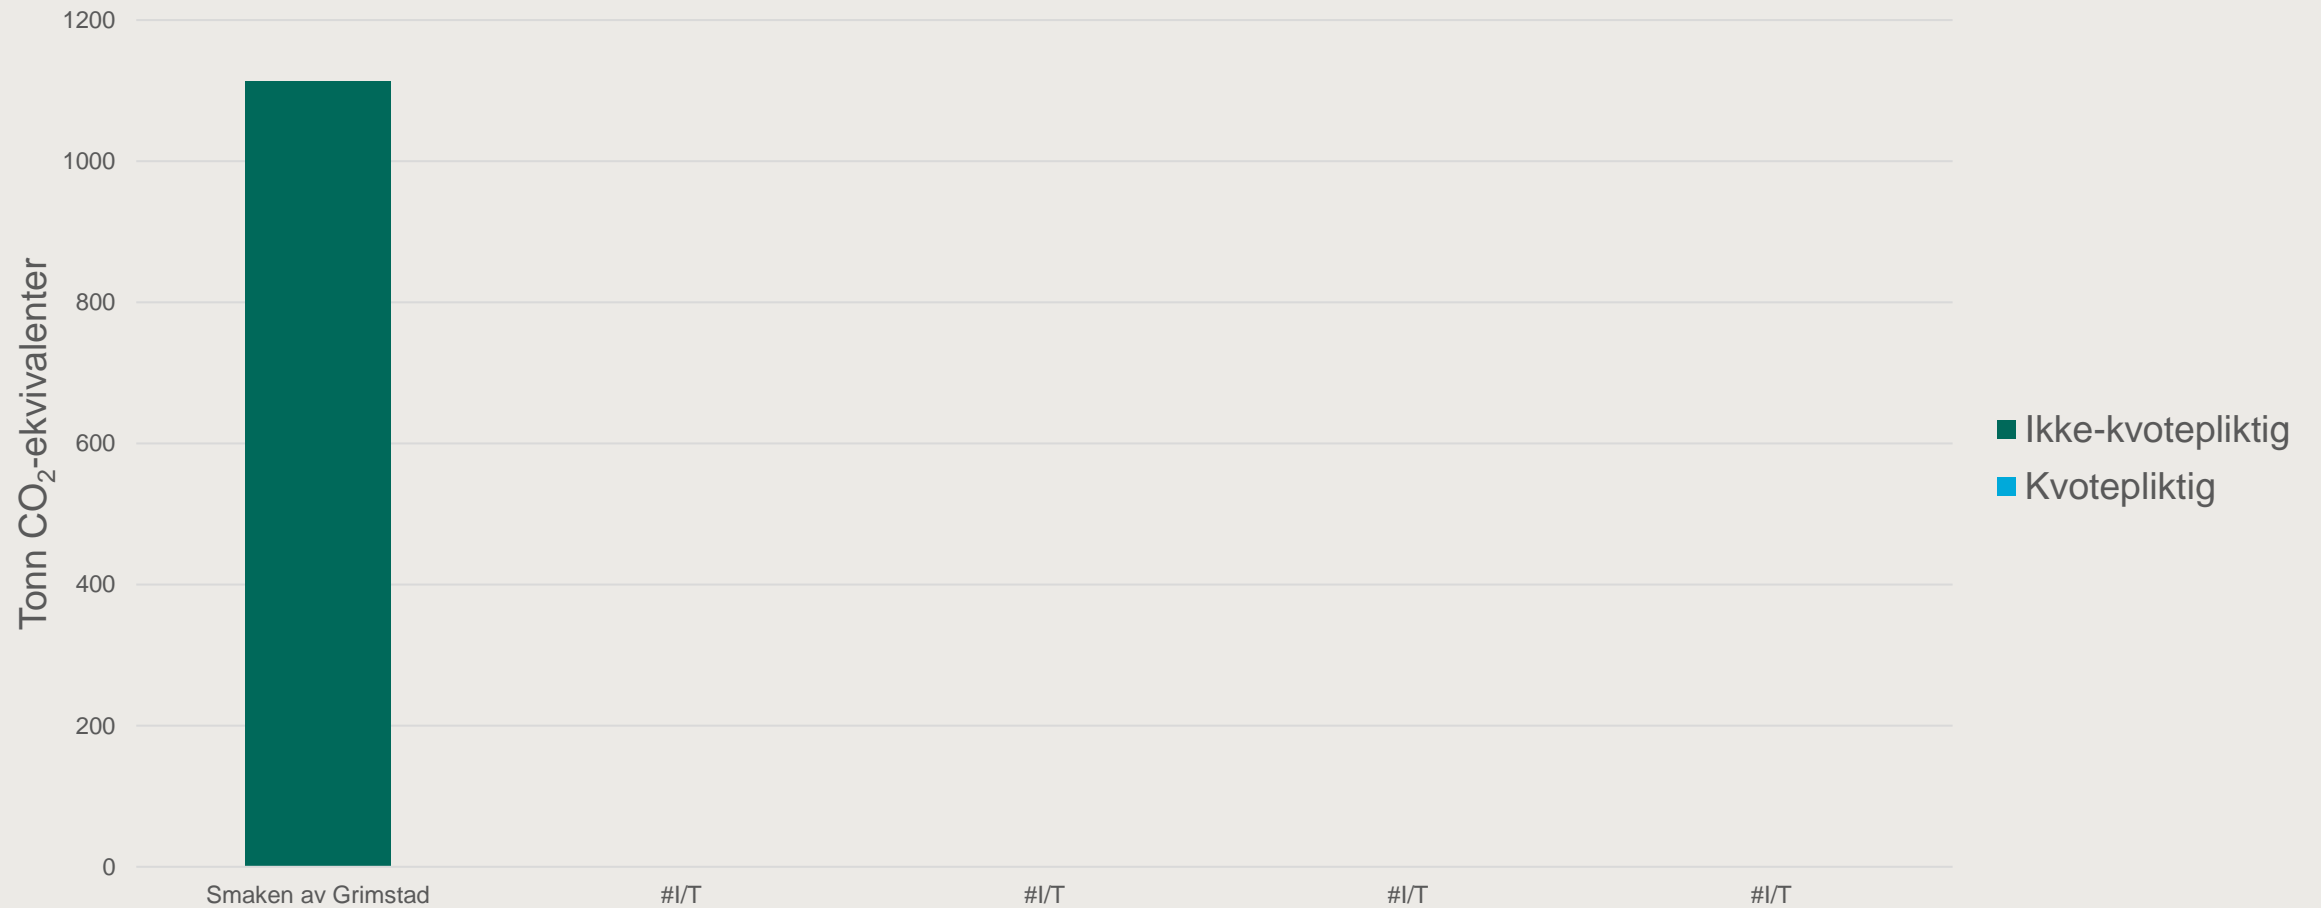 1200
1000
800
600
400
200
0
Tonn CO₂-ekvivalenter
Smaken av Grimstad
#I/T
#I/T
#I/T
#I/T
Ikke-kvotepliktig
Kvotepliktig